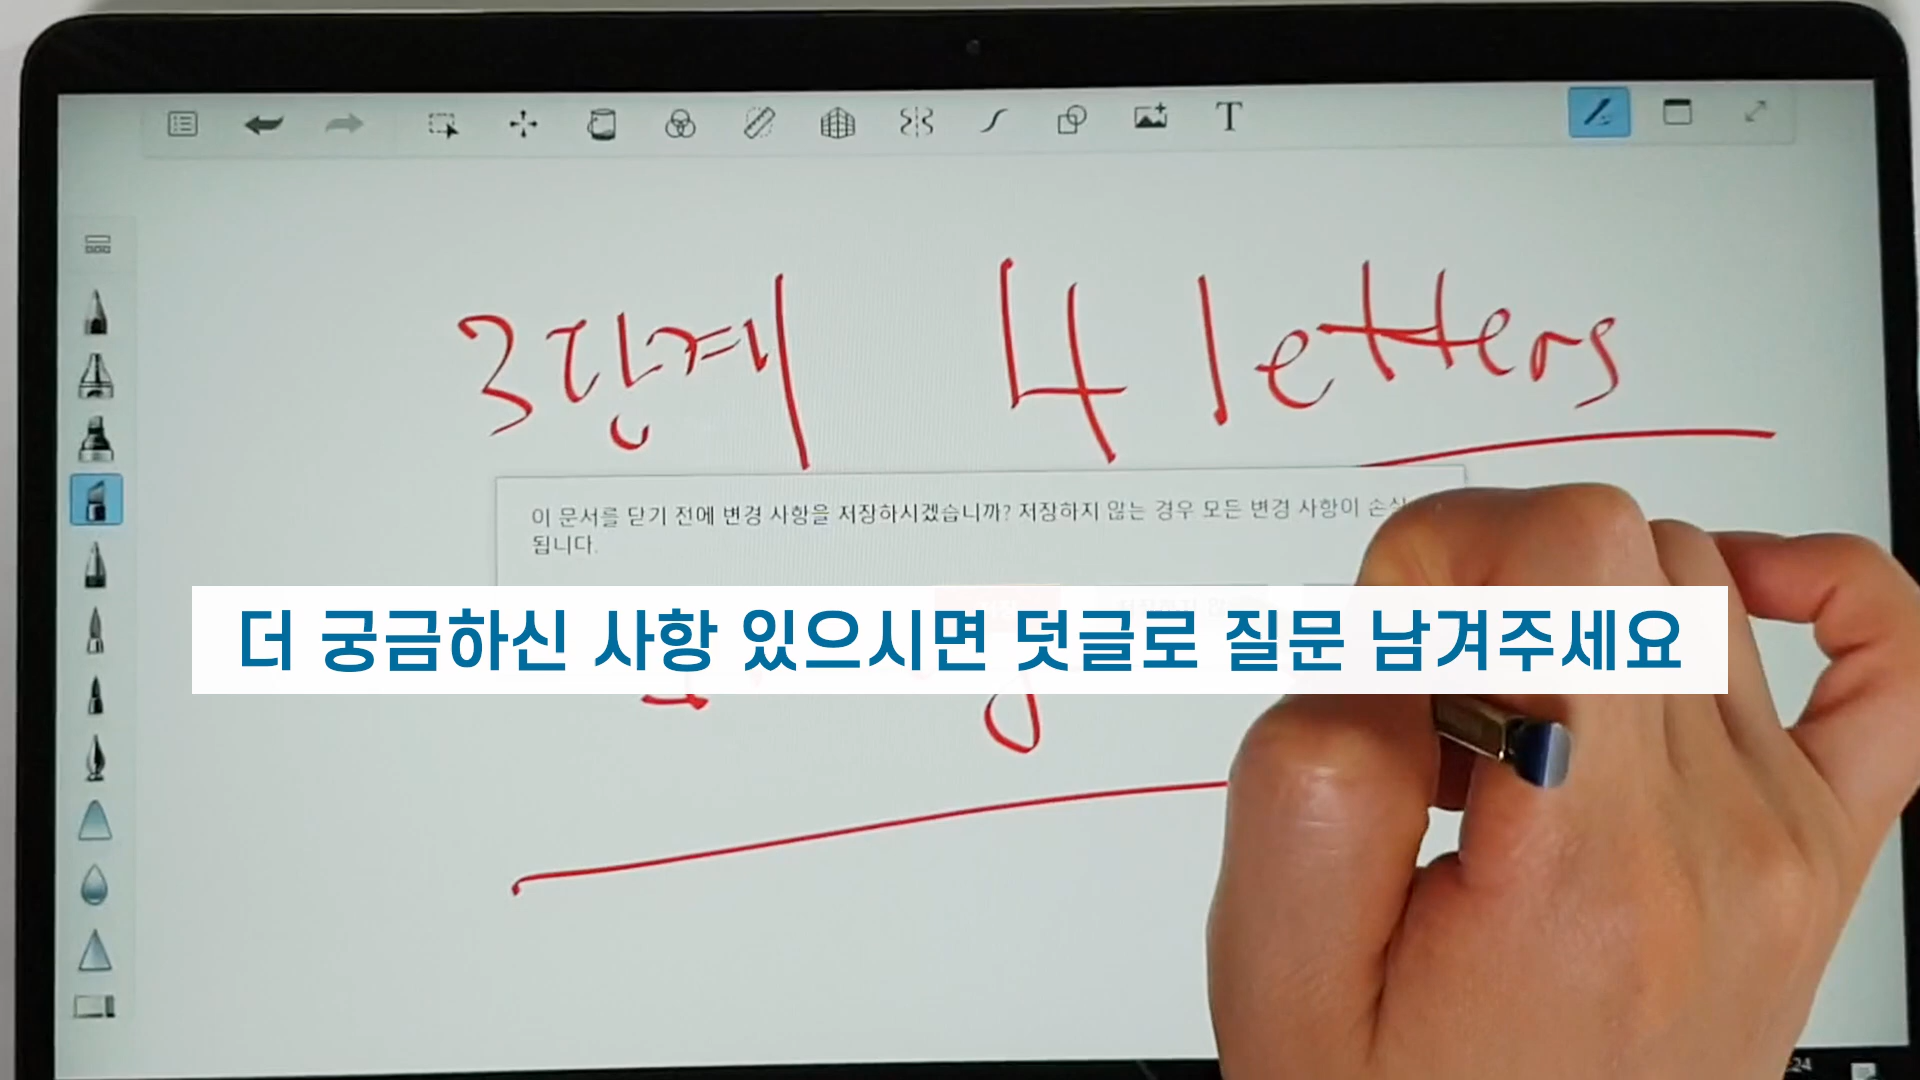 T
3단계 4 letters
이 문서를 닫기 전에 변경 사항을 저장하시겠습니까? 저장하지 않는 경우 모든 변경 사항이 손실
됩니다.
더 궁금하신 사항 있으시면 덧글로 질문 남겨주세요
:24